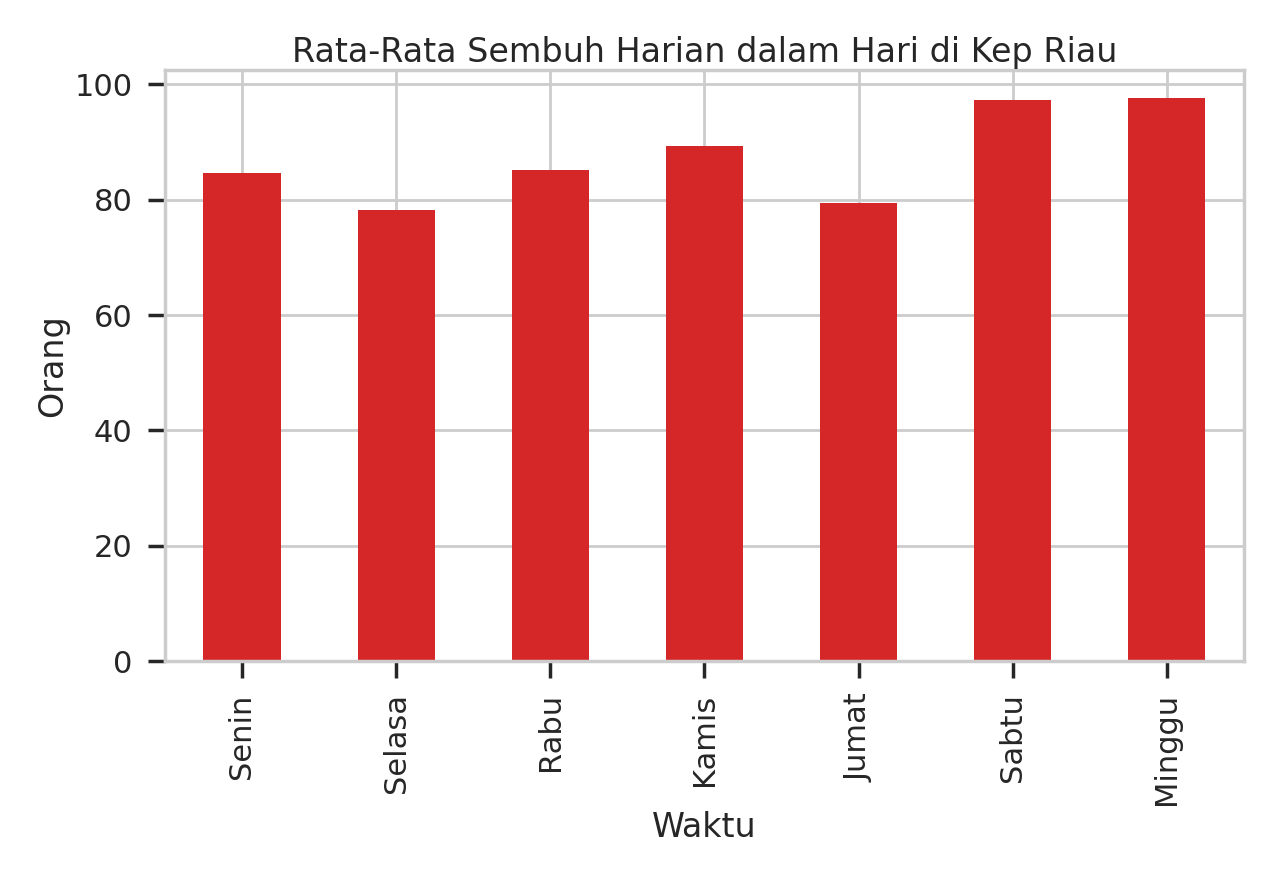 Rata-Rata Sembuh Harian dalam Hari di Kep Riau
100
80
60
40
20
0
Orang
Senin
Selasa
Rabu
Kamis
Jumat
Sabtu
Minggu
Waktu